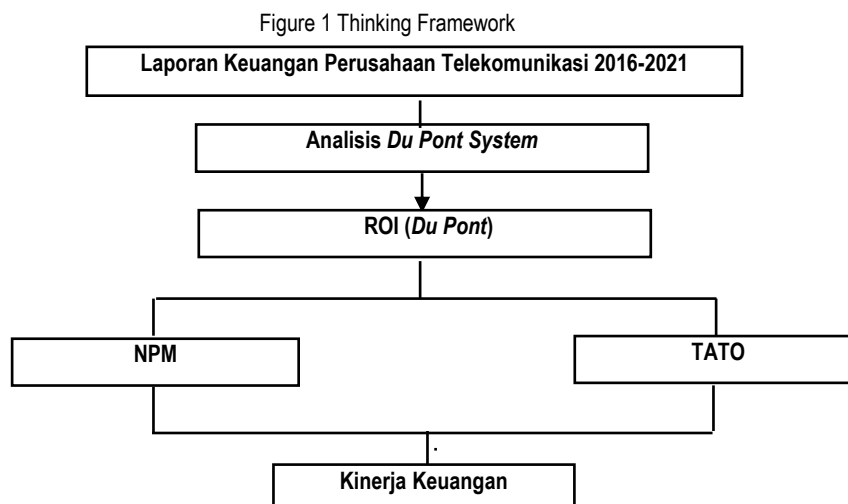 Figure 1 Thinking Framework
Laporan Keuangan Perusahaan Telekomunikasi 2016-2021
Analisis Du Pont System
ROI (Du Pont)
NPM
TATO
Kinerja Keuangan